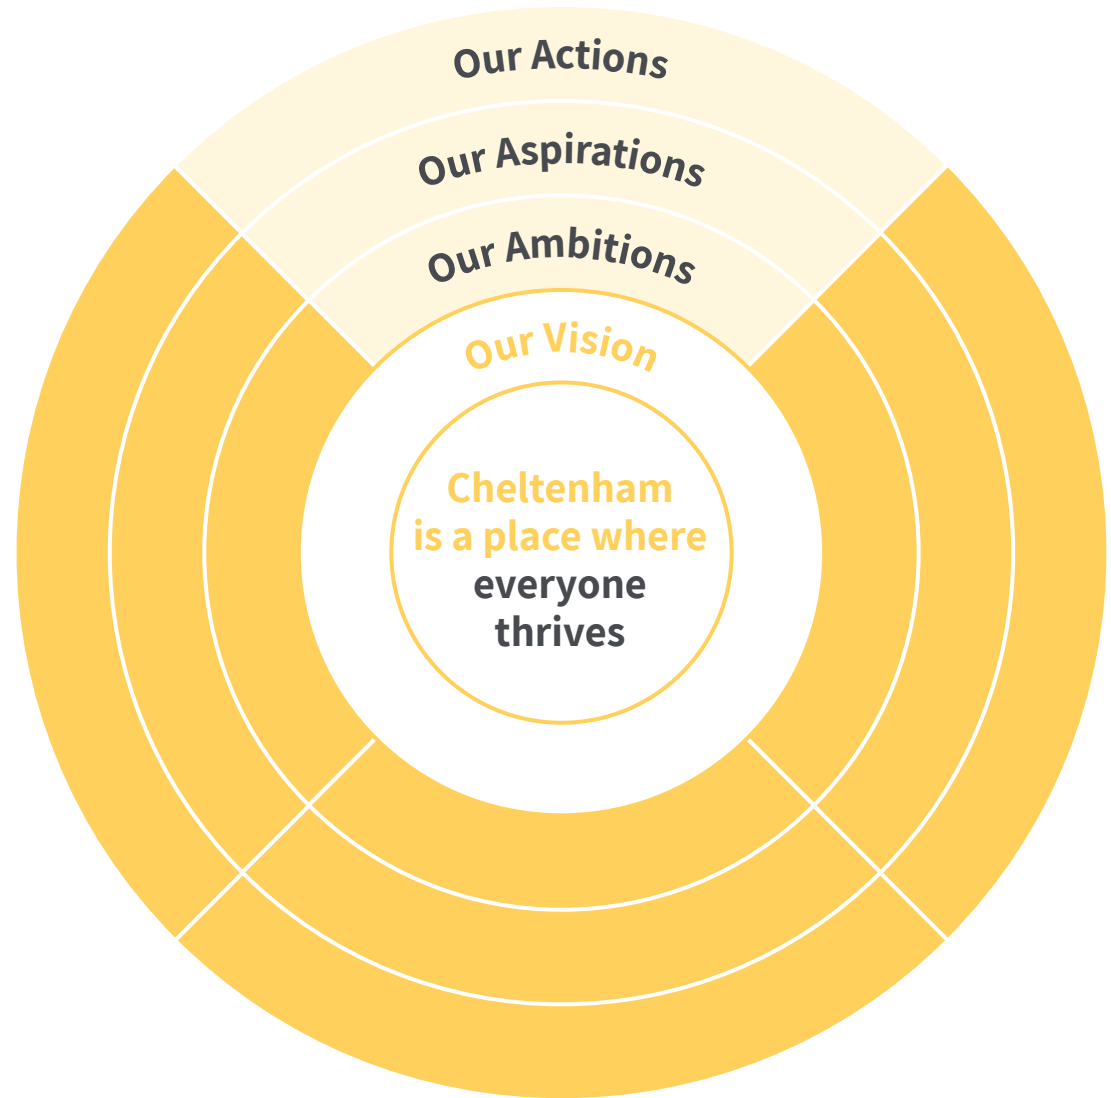 Our Actions
Our Aspirations
Our Ambitions
Our Vision
Cheltenham
is a place where
everyone
thrives